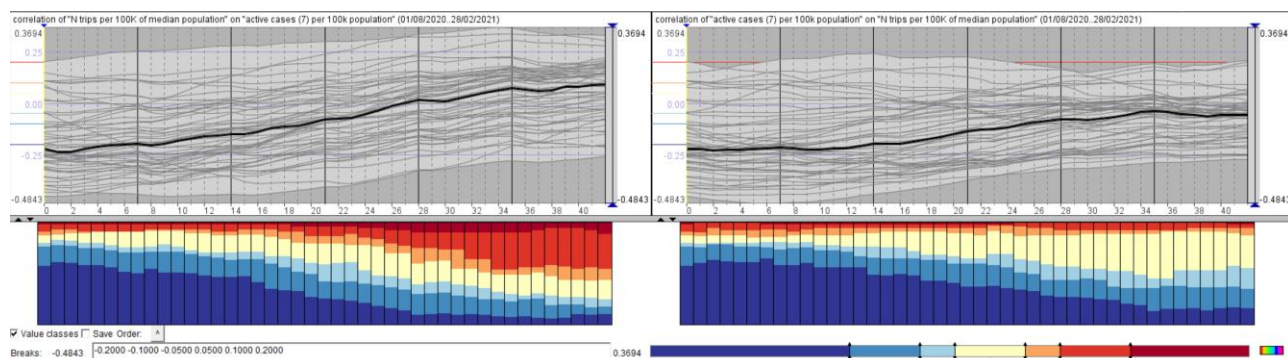 correlation of "N trips per 100K of median population" on "active cases (7) per 100k population" (01/08/2020..28/02/2021)
0.3694
0.25
0.00
-0.25
-0.4843
0.3694
-0.4843
0 2 4 6 8 10 12 14 16 18 20 22 24 26 28 30 32 34 36 38 40
correlation of "active cases (7) per 100k population" on "N trips per 100K of median population" (01/08/2020..28/02/2021)
0.25
0.00
-0.25
0.3694
-0.4843
0 2 4 6 8 10 12 14 16 18 20 22 24 26 28 30 32 34 36 38 40
Value classes Save Order: ^
Breaks: -0.4843 -0.2000 -0.1000 -0.0500 0.0500 0.1000 0.2000 0.3694